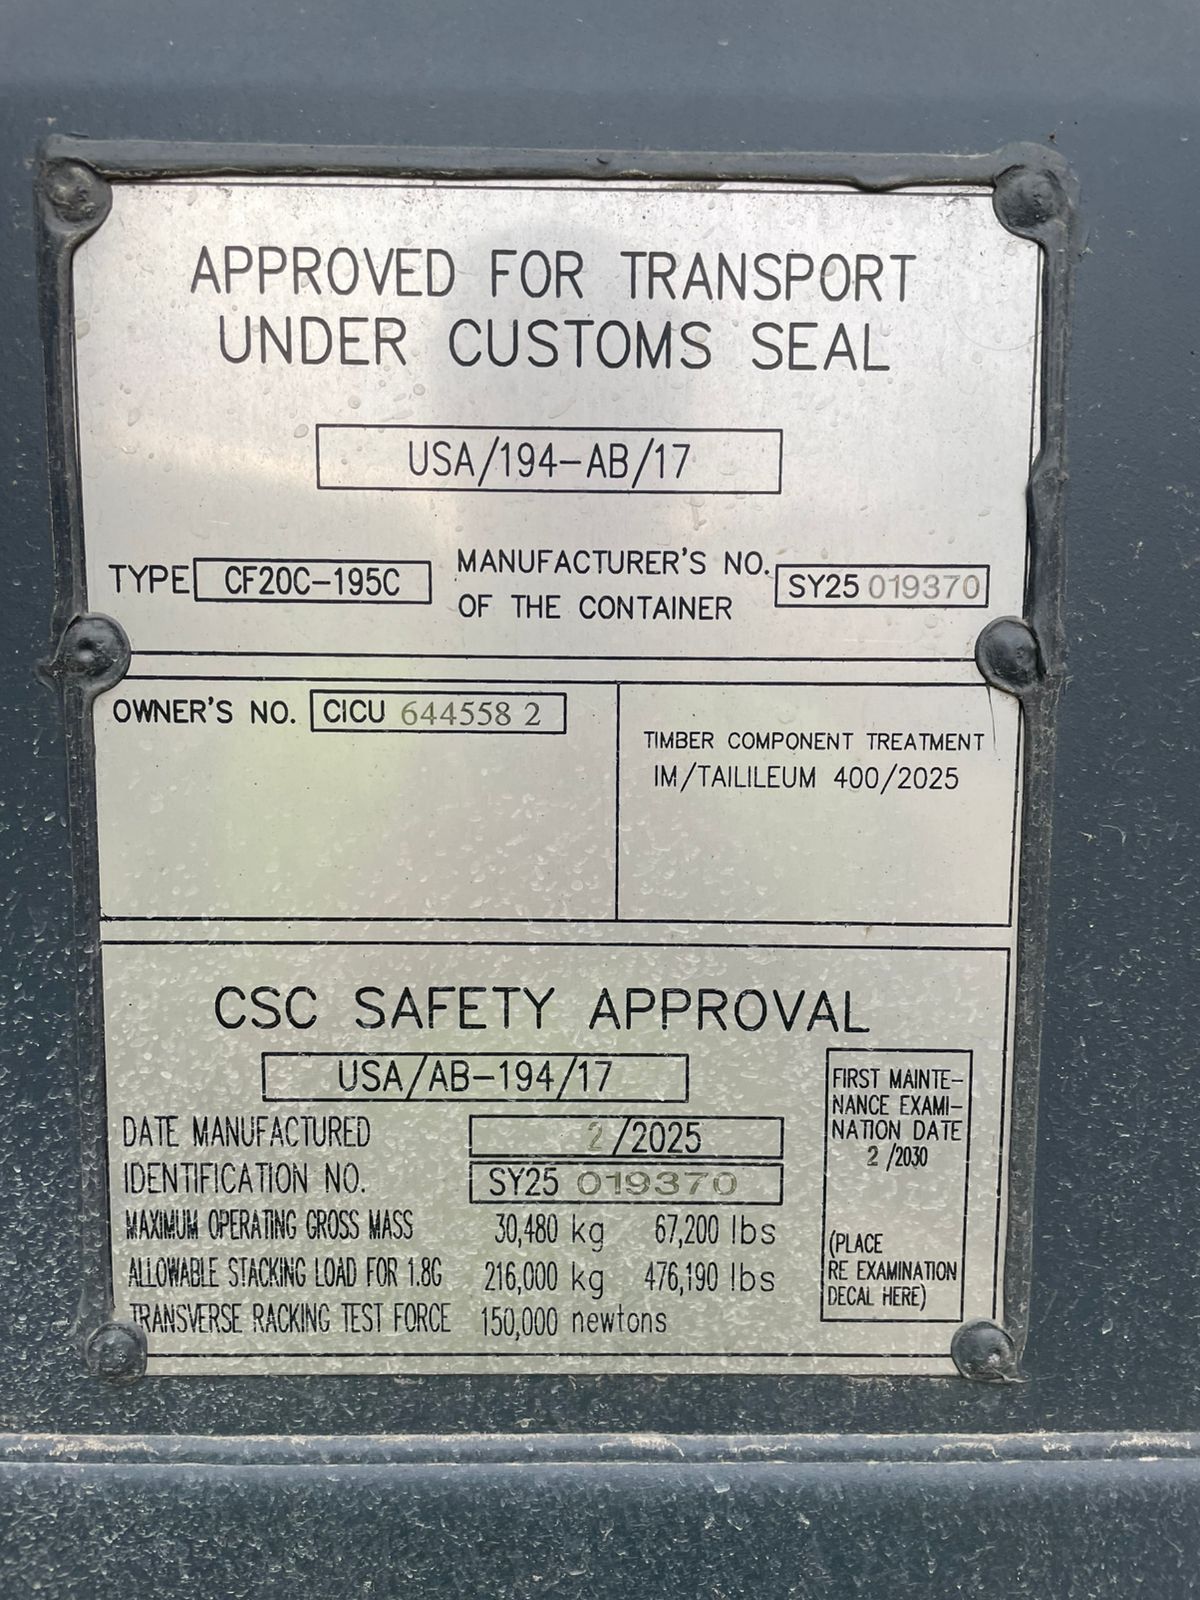 APPROVED FOR TRANSPORT
UNDER CUSTOMS SEAL
USA/194-AB/17
TYPE CF20C-195C
MANUFACTURER'S NO.
OF THE CONTAINER
SY25 019370
OWNER'S NO. CICU 644558 2
TIMBER COMPONENT TREATMENT
IM/TAILILEUM 400/2025
CSC SAFETY APPROVAL
USA/AB-194/17
DATE MANUFACTURED 2/2025
IDENTIFICATION NO. SY25 019370
MAXIMUM OPERATING GROSS MASS 30,480 kg 67,200 lbs
ALLOWABLE STACKING LOAD FOR 1.8G 216,000 kg 476,190 lbs
TRANSVERSE RACKING TEST FORCE 150,000 newtons
FIRST MAINTE-
NANCE EXAMI-
NATION DATE
2 /2030
(PLACE
RE EXAMINATION
DECAL HERE)